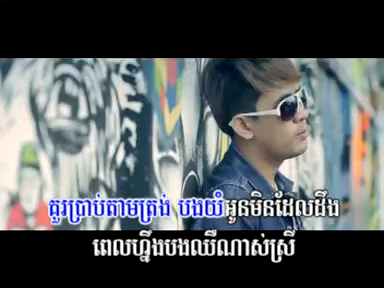 គួរប្រាប់តាមត្រង់ បងយំអូនមិនដែលដឹង
ពេលហ្នឹងបងឈឺណាស់ស្រី